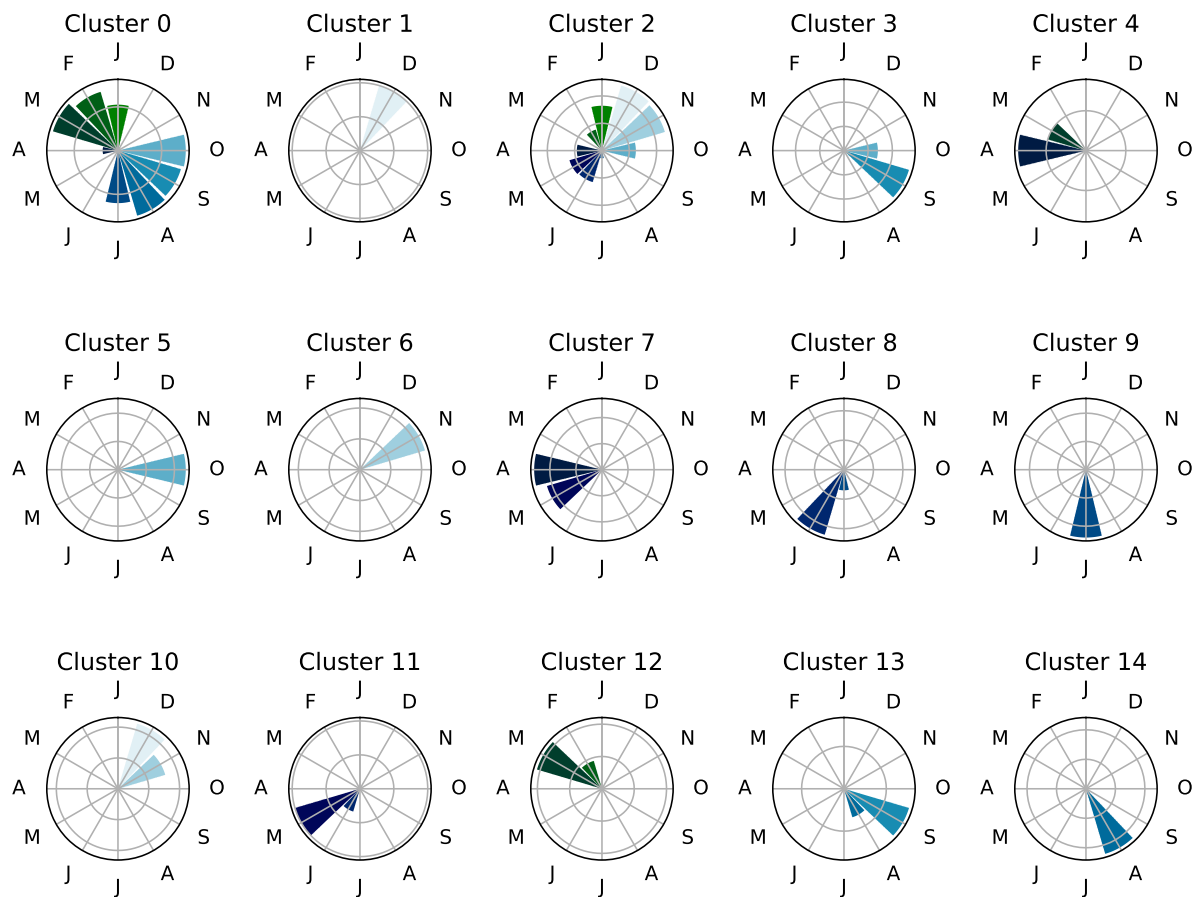 Cluster 0 Cluster 1 Cluster 2 Cluster 3 Cluster 4
J J J J J
F D F D F D F D F D
M N M N M N M N M N
A O A O A O A O A O
M S M S M S M S M S
J A J A J A J A J A
J J J J J
Cluster 5 Cluster 6 Cluster 7 Cluster 8 Cluster 9
J J J J J
F D F D F D F D F D
M N M N M N M N M N
A O A O A O A O A O
M S M S M S M S M S
J A J A J A J A J A
J J J J J
Cluster 10 Cluster 11 Cluster 12 Cluster 13 Cluster 14
J J J J J
F D F D F D F D F D
M N M N M N M N M N
A O A O A O A O A O
M S M S M S M S M S
J A J A J A J A J A
J J J J J